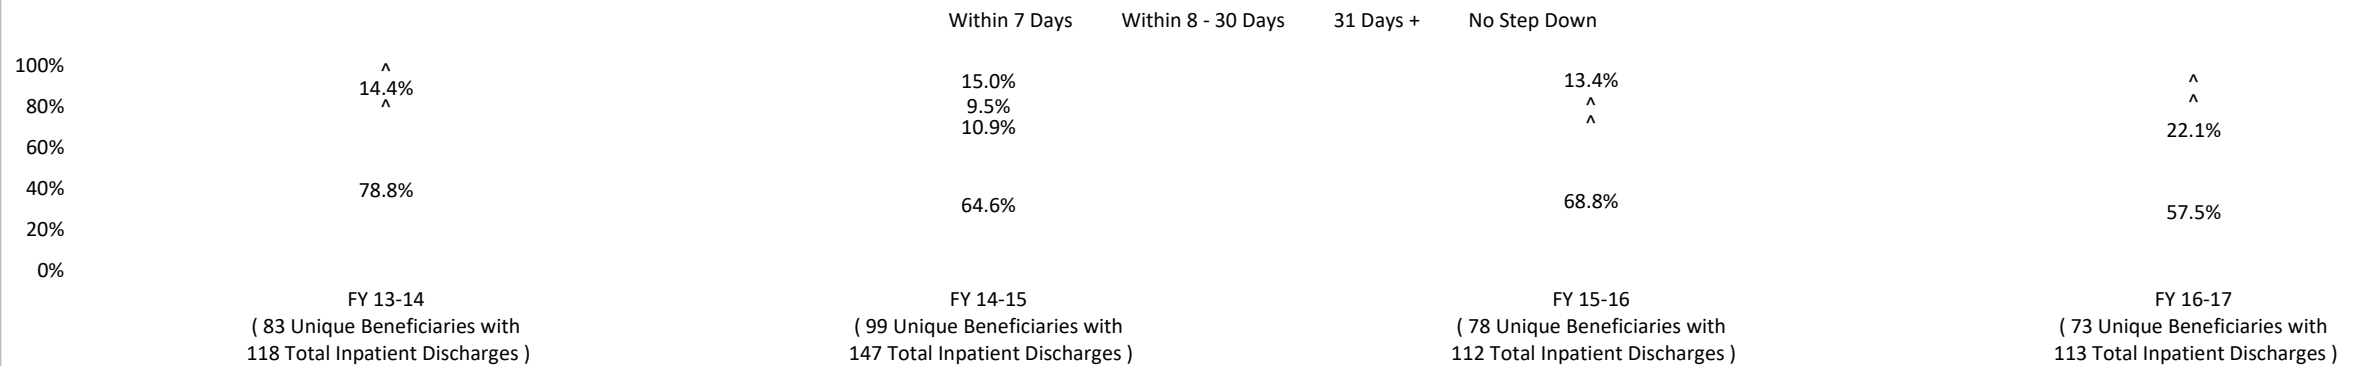 Within 7 Days Within 8 - 30 Days 31 Days + No Step Down
100%
80%
60%
40%
20%
0%
^
14.4%
^
78.8%
15.0%
9.5%
10.9%
64.6%
13.4%
^
^
68.8%
^
^
22.1%
57.5%
FY 13-14
( 83 Unique Beneficiaries with
118 Total Inpatient Discharges )
FY 14-15
( 99 Unique Beneficiaries with
147 Total Inpatient Discharges )
FY 15-16
( 78 Unique Beneficiaries with
112 Total Inpatient Discharges )
FY 16-17
( 73 Unique Beneficiaries with
113 Total Inpatient Discharges )